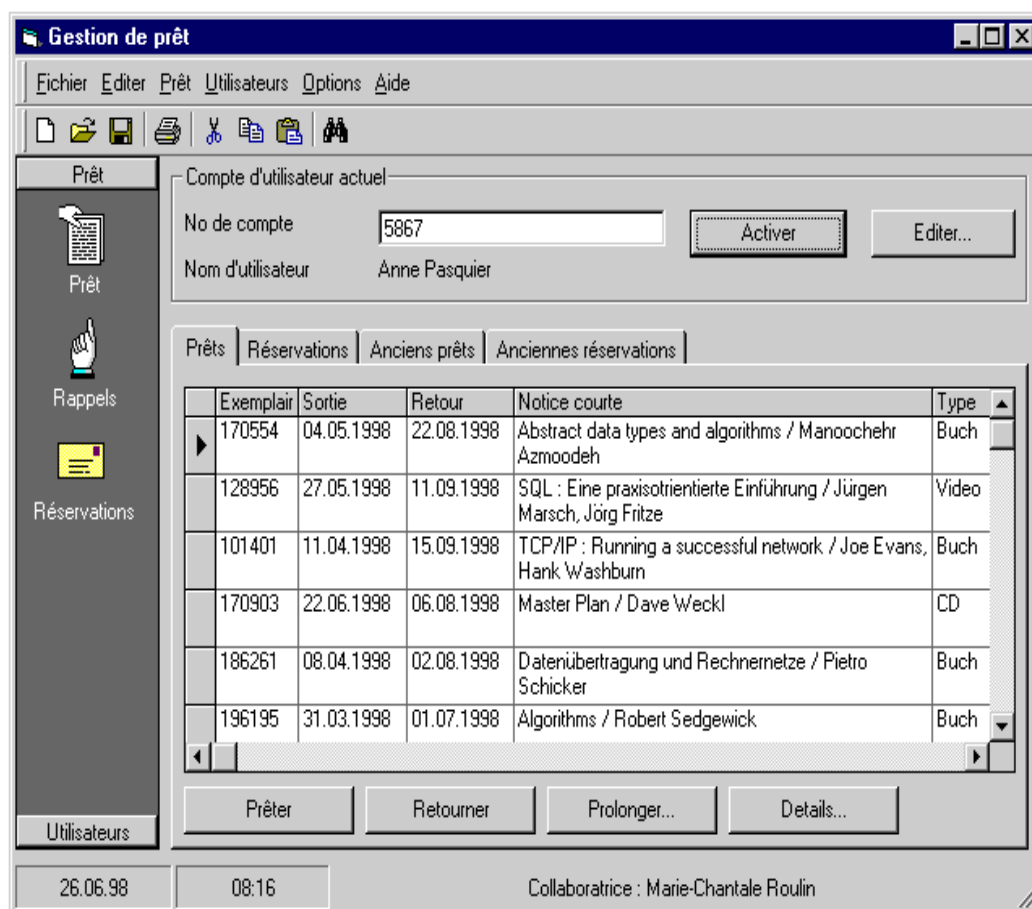 Gestion de prêt
Fichier Editer Prêt Utilisateurs Options Aide
Prêt
Prêt
Rappels
Réservations
Utilisateurs
Compte d'utilisateur actuel
No de compte 5867 Activer Editer...
Nom d'utilisateur Anne Pasquier
Prêts Réservations Anciens prêts Anciennes réservations
Exemplair Sortie Retour Notice courte Type
170554 04.05.1998 22.08.1998 Abstract data types and algorithms / Manoochehr Buch
Azmoodeh
128956 27.05.1998 11.09.1998 SQL : Eine praxisotrientierte Einführung / Jürgen Video
Marsch, Jörg Fritze
101401 11.04.1998 15.09.1998 TCP/IP : Running a successful network / Joe Evans, Buch
Hank Washburn
170903 22.06.1998 06.08.1998 Master Plan / Dave Weckl CD
186261 08.04.1998 02.08.1998 Datenübertragung und Rechnernetze / Pietro Buch
Schicker
196195 31.03.1998 01.07.1998 Algorithms / Robert Sedgewick Buch
Prêter Retourner Prolonger... Details...
26.06.98 08:16 Collaboratrice : Marie-Chantale Roulin